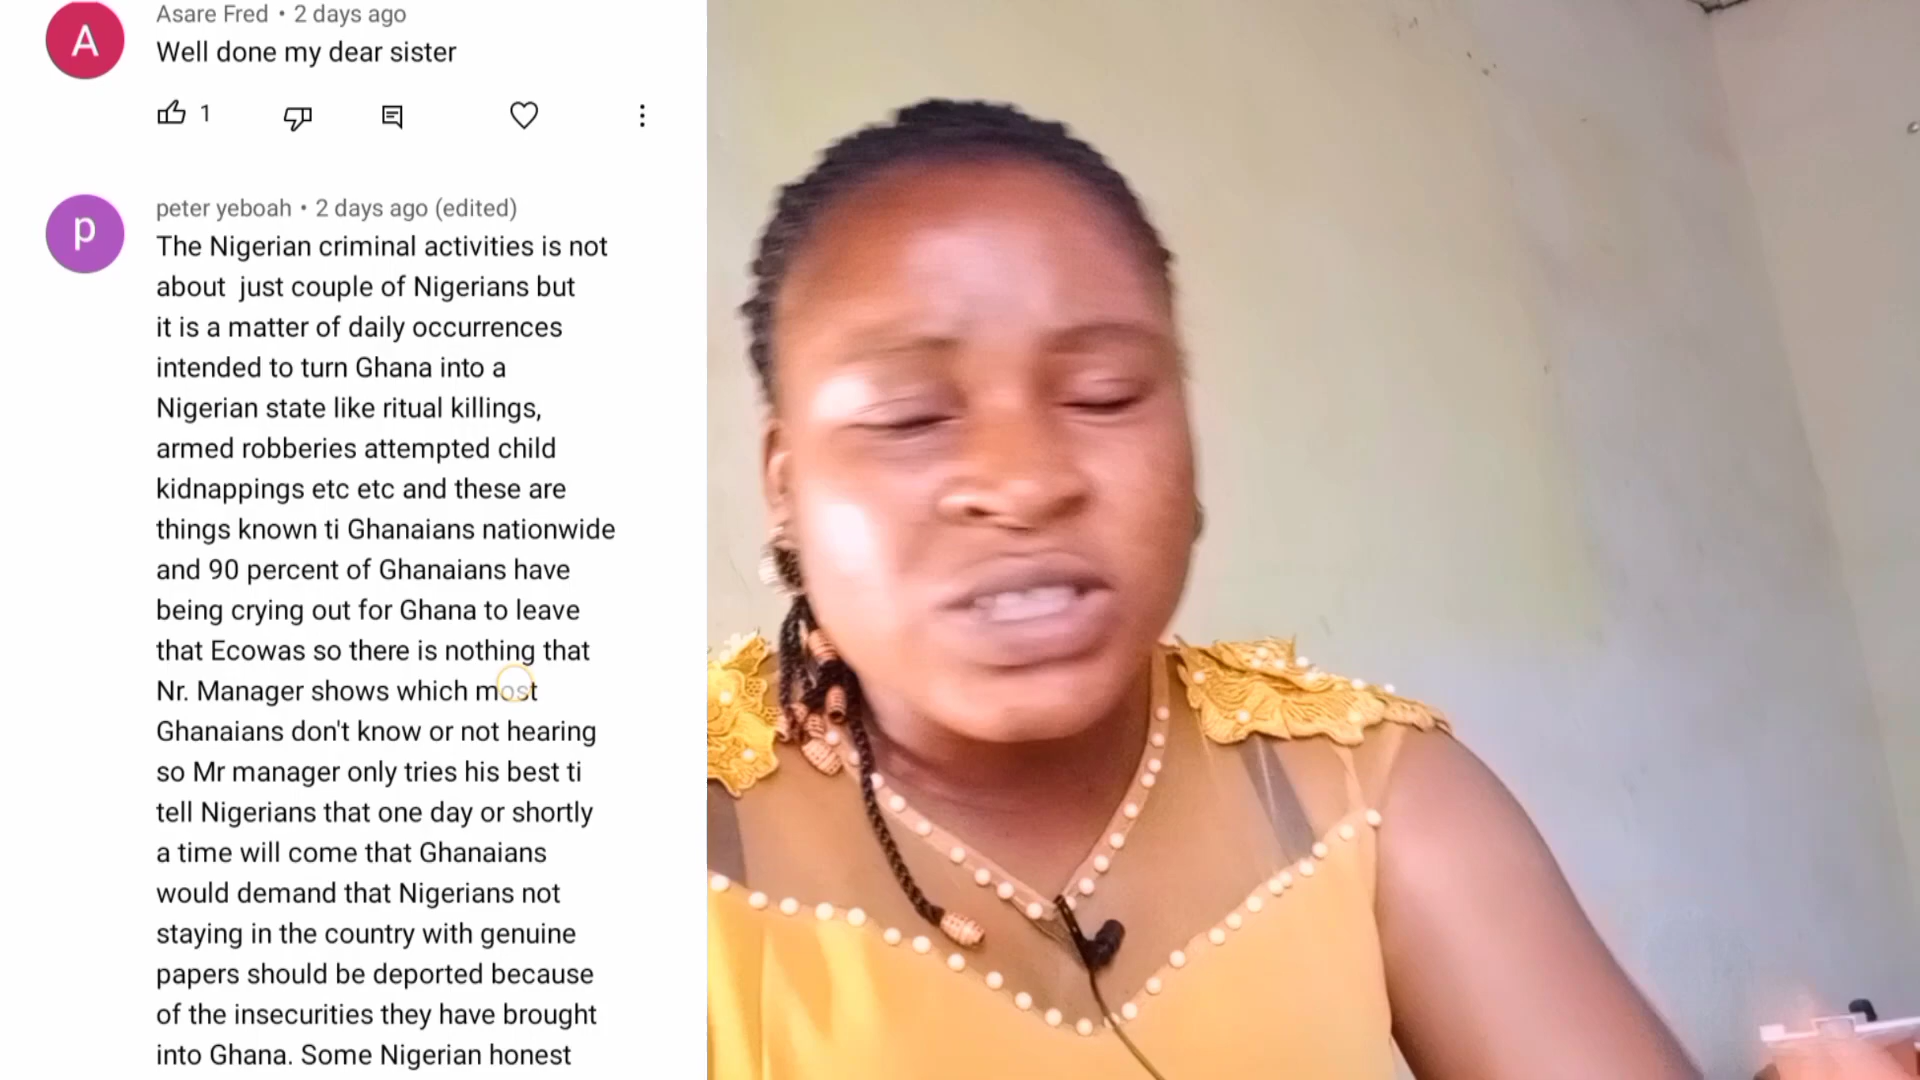 A
Asare Fred • 2 days ago
Well done my dear sister
1
p
peter yeboah • 2 days ago (edited)
The Nigerian criminal activities is not
about  just couple of Nigerians but
it is a matter of daily occurrences
intended to turn Ghana into a
Nigerian state like ritual killings,
armed robberies attempted child
kidnappings etc etc and these are
things known ti Ghanaians nationwide
and 90 percent of Ghanaians have
being crying out for Ghana to leave
that Ecowas so there is nothing that
Nr. Manager shows which most
Ghanaians don't know or not hearing
so Mr manager only tries his best ti
tell Nigerians that one day or shortly
a time will come that Ghanaians
would demand that Nigerians not
staying in the country with genuine
papers should be deported because
of the insecurities they have brought
into Ghana. Some Nigerian honest